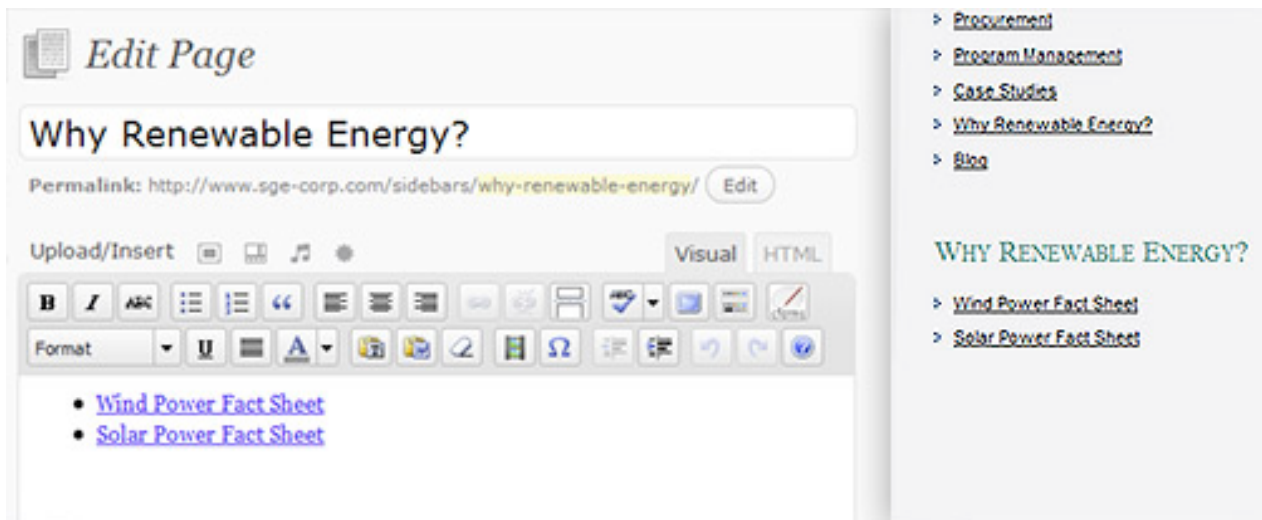 Edit Page
Why Renewable Energy?
Permalink: http://www.sge-corp.com/sidebars/why-renewable-energy/ Edit
Upload/Insert
Visual HTML
B I ABC ABC
Format U A Ω
Wind Power Fact Sheet
Solar Power Fact Sheet
Procurement
Program Management
Case Studies
Why Renewable Energy?
Blog
WHY RENEWABLE ENERGY?
Wind Power Fact Sheet
Solar Power Fact Sheet